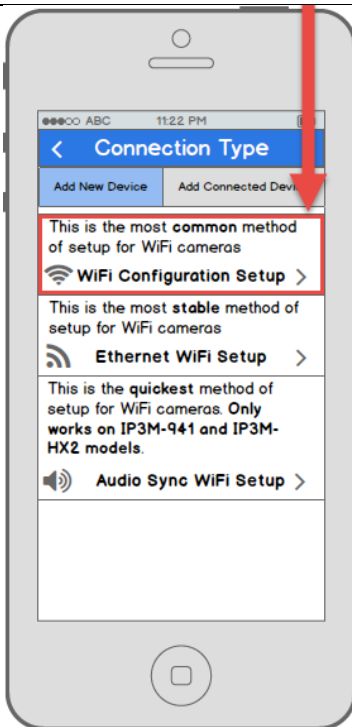 ABC 11:22 PM
Connection Type
Add New Device Add Connected
This is the most common method
of setup for WiFi cameras
WiFi Configuration Setup
This is the most stable method of
setup for WiFi cameras
Ethernet WiFi Setup
This is the quickest method of
setup for WiFi cameras. Only
works on IP3M-941 and IP3M-
HX2 models.
Audio Sync WiFi Setup